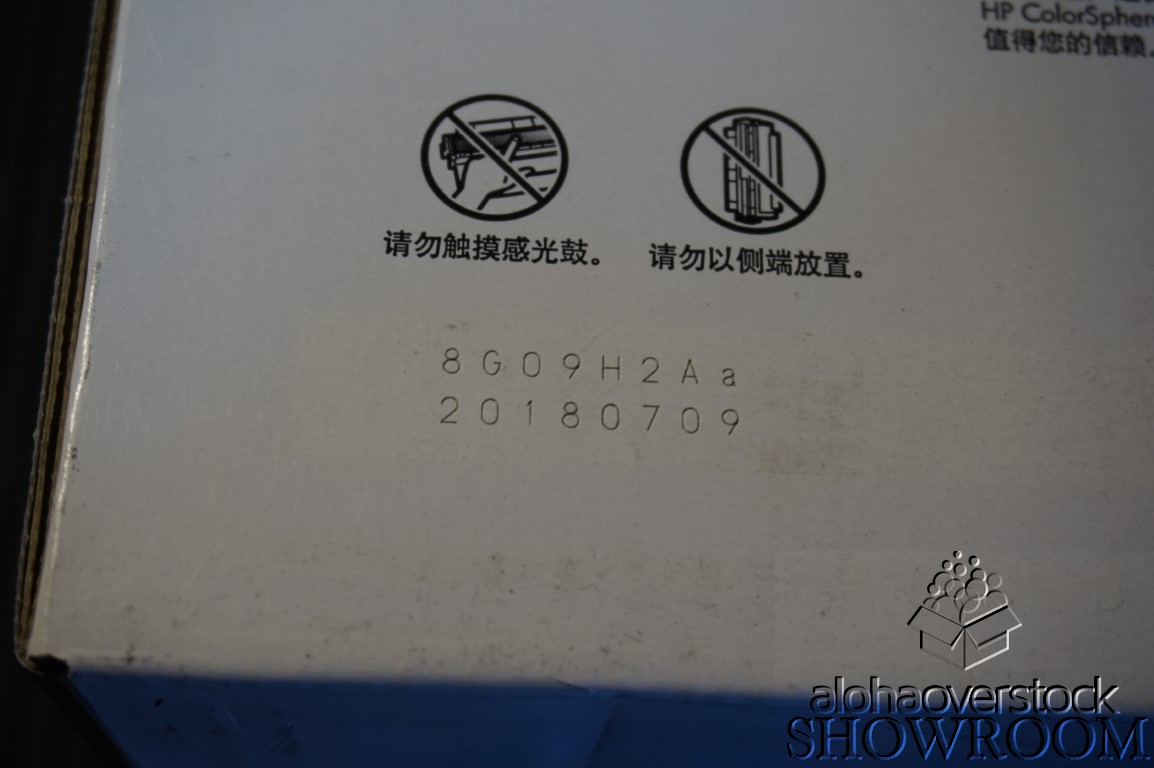 HP ColorSphere
值得您的信赖。
请勿触摸感光鼓。
请勿以侧端放置。
8G09H2Aa
20180709
alohaoverstock
SHOWROOM